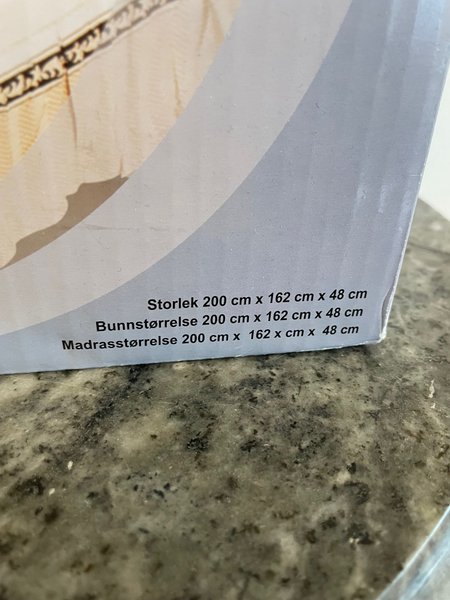 Storlek 200 cm x 162 cm x 48 cm
Bunnstørrelse 200 cm x 162 cm x 48 cm
Madrasstørrelse 200 cm x 162 x cm x 48 cm